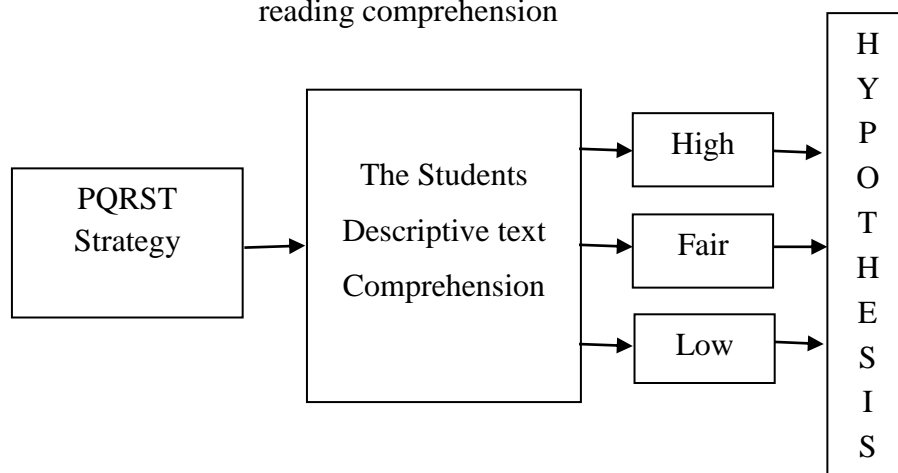 reading comprehension
PQRST
Strategy
The Students
Descriptive text
Comprehension
High
Fair
Low
H
Y
P
O
T
H
E
S
I
S